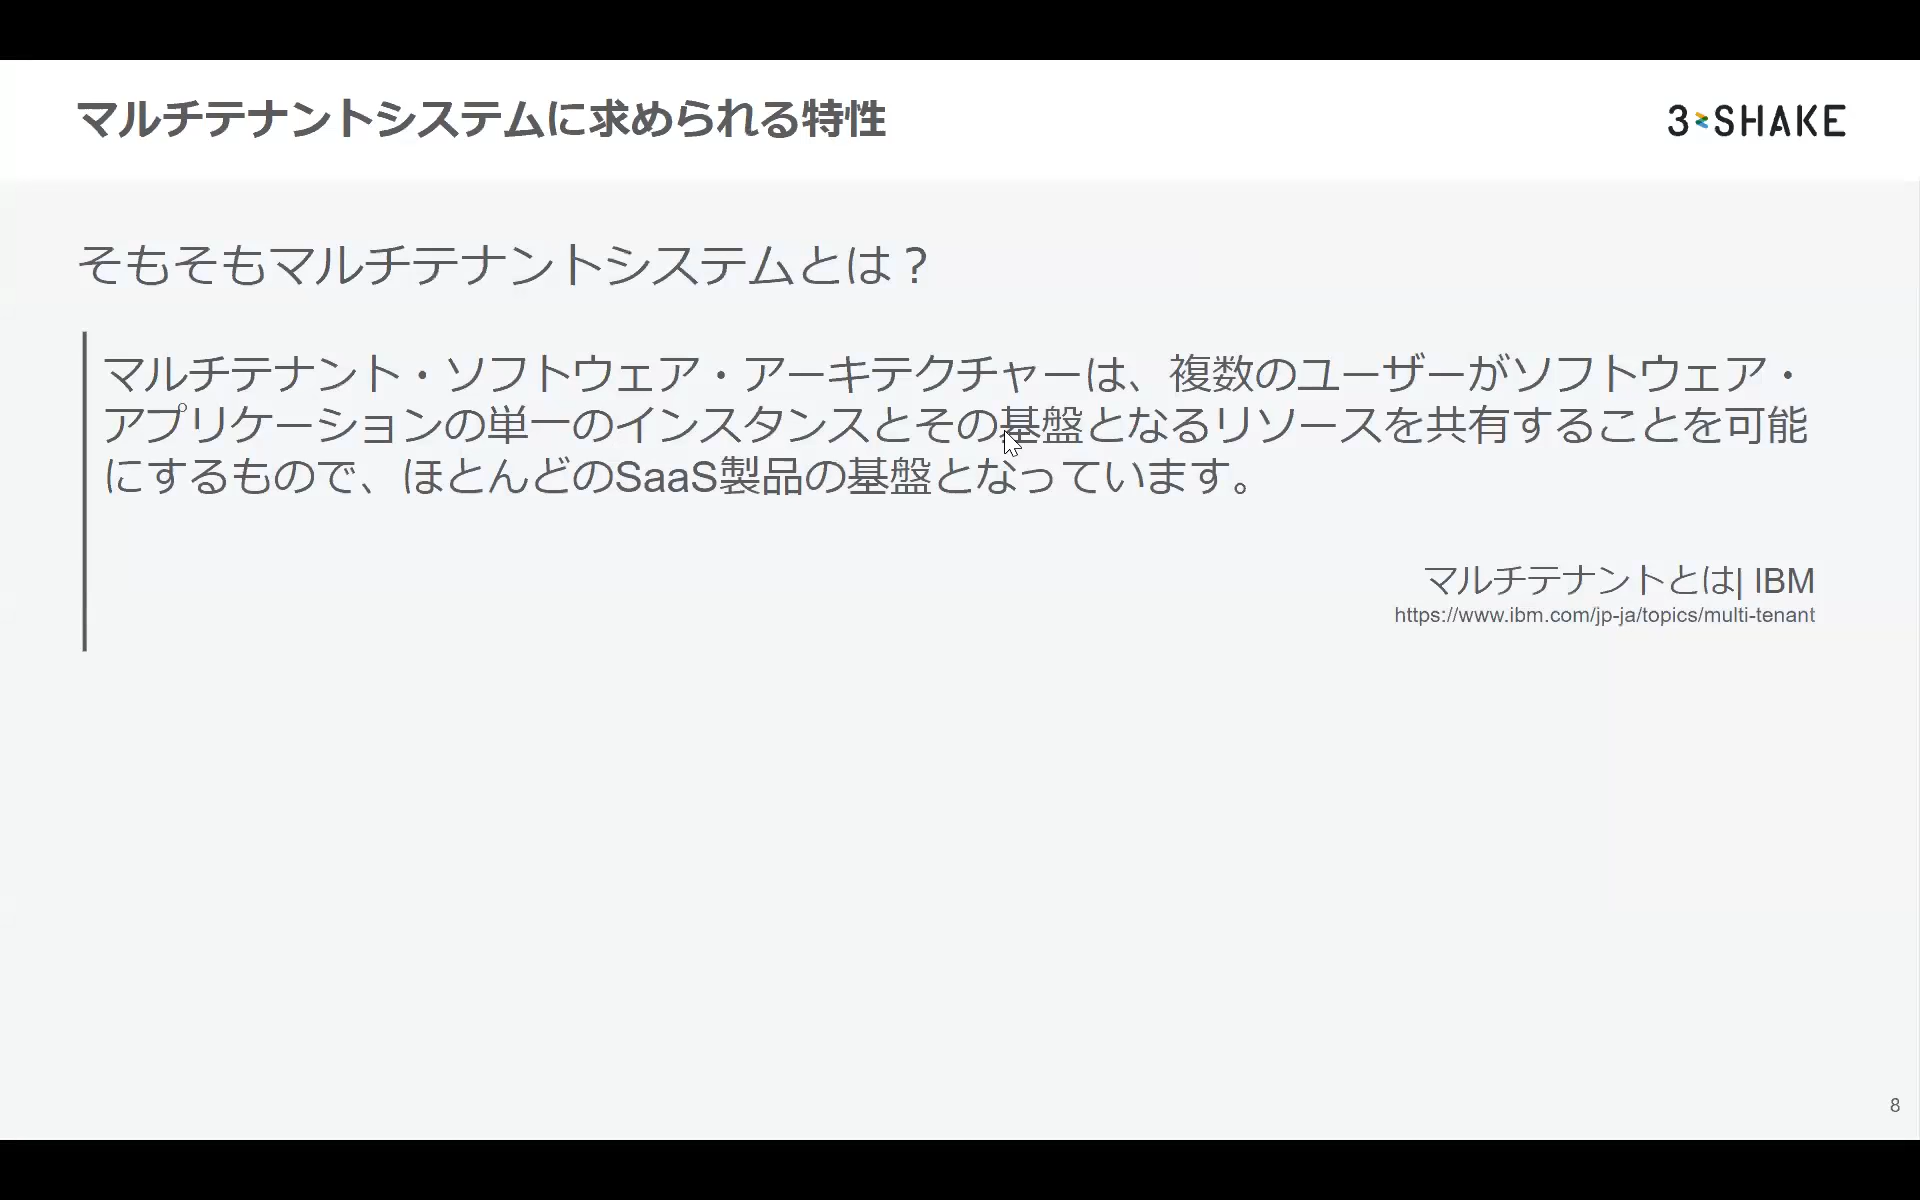 マルチテナントシステムに求められる特性
3 SHAKE
そもそもマルチテナントシステムとは？
マルチテナント・ソフトウェア・アーキテクチャーは、複数のユーザーがソフトウェア・
アプリケーションの単一のインスタンスとその基盤となるリソースを共有することを可能
にするもので、ほとんどのSaaS製品の基盤となっています。
マルチテナントとは| IBM
https://www.ibm.com/jp-ja/topics/multi-tenant
8